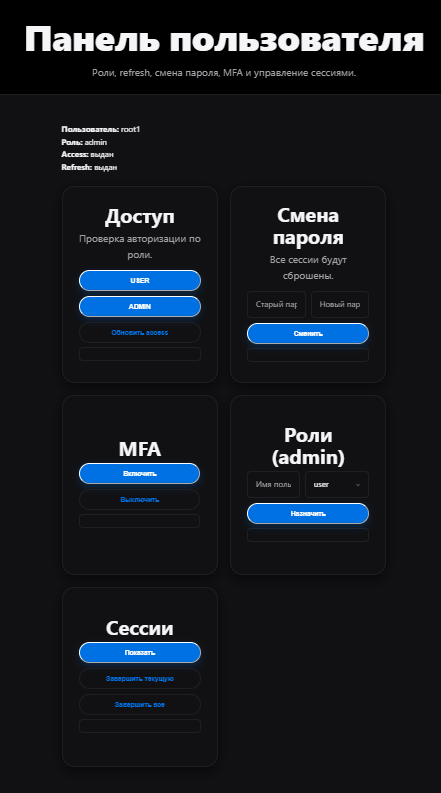 Панель пользователя
Роли, refresh, смена пароля, MFA и управление сессиями.
Пользователь: root1
Роль: admin
Access: выдан
Refresh: выдан
Доступ
Проверка авторизации по
роли.
USER
ADMIN
Обновить access
Смена
пароля
Все сессии будут
сброшены.
Старый пар
Новый пар
Сменить
MFA
Включить
Выключить
Роли
(admin)
Имя поль
user
Назначить
Сессии
Показать
Завершить текущую
Завершить все